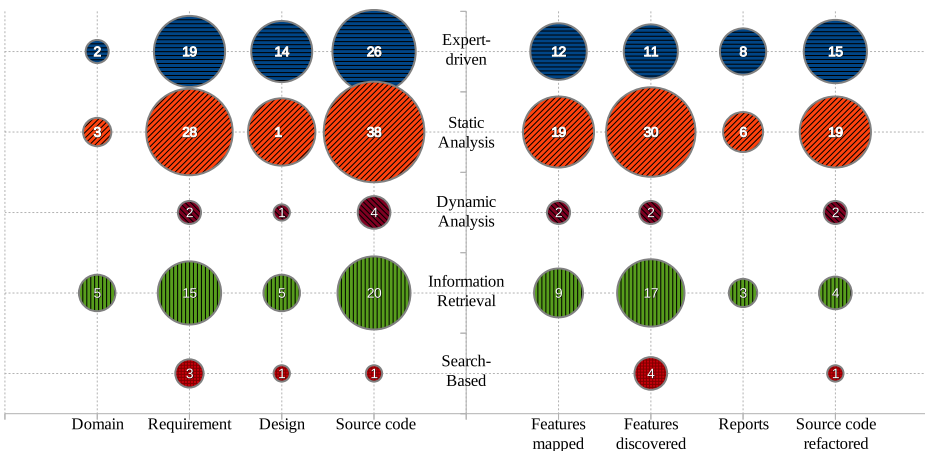 2 19 14 26 Expert- 12 11 8 15
driven
3 28 1 38 Static 19 30 6 19
Analysis
2 1 4 Dynamic 2 2 2
Analysis
5 15 5 20 Information 9 17 3 4
Retrieval
3 1 1 Search- 4 1
Based
Domain Requirement Design Source code Features Features Reports Source code
mapped discovered refactored